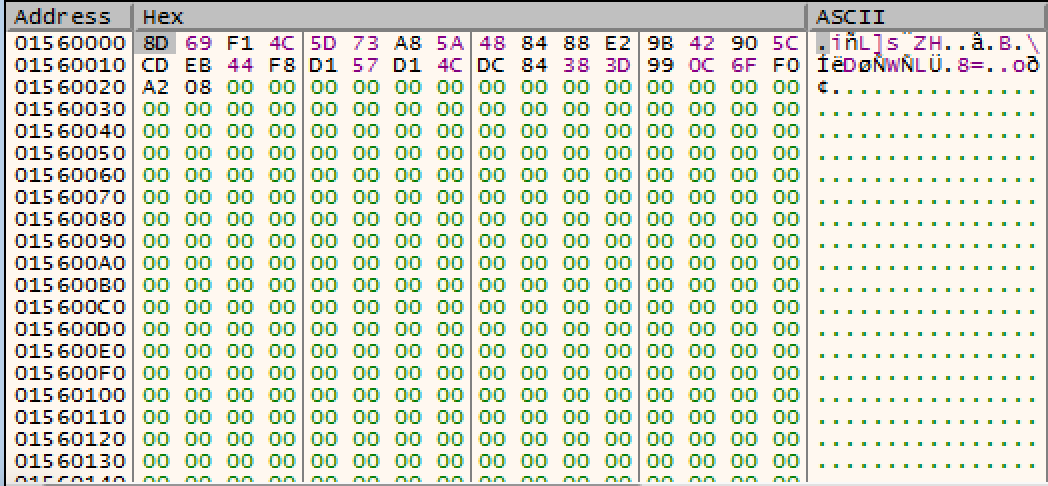 Address Hex ASCII
01560000 8D 69 F1 4C 5D 73 A8 5A 48 84 88 E2 9B 42 90 5C .iñL]s¨ZH..â.B.\
01560010 CD EB 44 F8 D1 57 D1 4C DC 84 38 3D 99 0C 6F F0 ÍëDøÑWÑLÜ.8=..oð
01560020 A2 08 00 00 00 00 00 00 00 00 00 00 00 00 00 00 ¢...............
01560030 00 00 00 00 00 00 00 00 00 00 00 00 00 00 00 00 ................
01560040 00 00 00 00 00 00 00 00 00 00 00 00 00 00 00 00 ................
01560050 00 00 00 00 00 00 00 00 00 00 00 00 00 00 00 00 ................
01560060 00 00 00 00 00 00 00 00 00 00 00 00 00 00 00 00 ................
01560070 00 00 00 00 00 00 00 00 00 00 00 00 00 00 00 00 ................
01560080 00 00 00 00 00 00 00 00 00 00 00 00 00 00 00 00 ................
01560090 00 00 00 00 00 00 00 00 00 00 00 00 00 00 00 00 ................
015600A0 00 00 00 00 00 00 00 00 00 00 00 00 00 00 00 00 ................
015600B0 00 00 00 00 00 00 00 00 00 00 00 00 00 00 00 00 ................
015600C0 00 00 00 00 00 00 00 00 00 00 00 00 00 00 00 00 ................
015600D0 00 00 00 00 00 00 00 00 00 00 00 00 00 00 00 00 ................
015600E0 00 00 00 00 00 00 00 00 00 00 00 00 00 00 00 00 ................
015600F0 00 00 00 00 00 00 00 00 00 00 00 00 00 00 00 00 ................
01560100 00 00 00 00 00 00 00 00 00 00 00 00 00 00 00 00 ................
01560110 00 00 00 00 00 00 00 00 00 00 00 00 00 00 00 00 ................
01560120 00 00 00 00 00 00 00 00 00 00 00 00 00 00 00 00 ................
01560130 00 00 00 00 00 00 00 00 00 00 00 00 00 00 00 00 ................